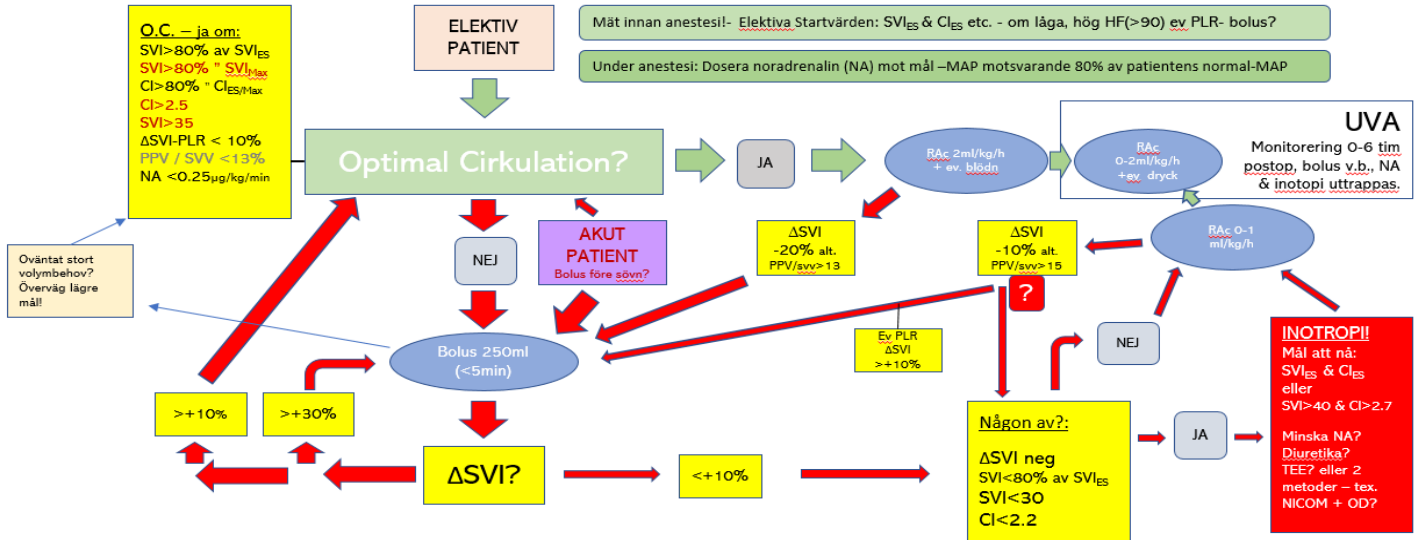 O.C. – ja om:
SVI>80% av SVIES
SVI>80% " SVIMax
CI>80% " CIES/Max
CI>2.5
SVI>35
ΔSVI-PLR < 10%
PPV / SVV <13%
NA <0.25µg/kg/min
ELEKTIV
PATIENT
Mät innan anestesi!- Elektiva Startvärden: SVIES & CIES etc. - om låga, hög HF(>90) ev PLR- bolus?
Under anestesi: Dosera noradrenalin (NA) mot mål –MAP motsvarande 80% av patientens normal-MAP
Optimal Cirkulation?
JA
RAc 2ml/kg/h
+ ev. blödn
RAc
0-2ml/kg/h
+ev dryck
UVA
Monitorering 0-6 tim
postop, bolus v.b., NA
& inotopi uttrappas.
NEJ
AKUT
PATIENT
Bolus före sövn?
ΔSVI
-20% alt.
PPV/svv>13
ΔSVI
-10% alt.
PPV/svv>15
?
RAc 0-1
ml/kg/h
Oväntat stort
volymbehov?
Överväg lägre
mål!
Bolus 250ml
(<5min)
Ev PLR
ΔSVI
>+10%
NEJ
INOTROPI!
Mål att nå:
SVIES & CIES
eller
SVI>40 & CI>2.7
Minska NA?
Diuretika?
TEE? eller 2
metoder – tex.
NICOM + OD?
>+10%
>+30%
ΔSVI?
<+10%
Någon av?:
ΔSVI neg
SVI<80% av SVIES
SVI<30
CI<2.2
JA